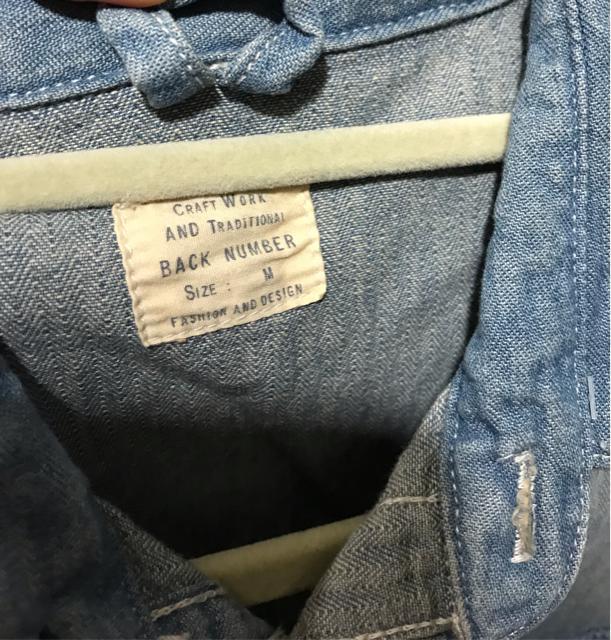 CRAFT WORK
AND TRADITIONAL
BACK NUMBER
SIZE : M
FASHION AND DESIGN